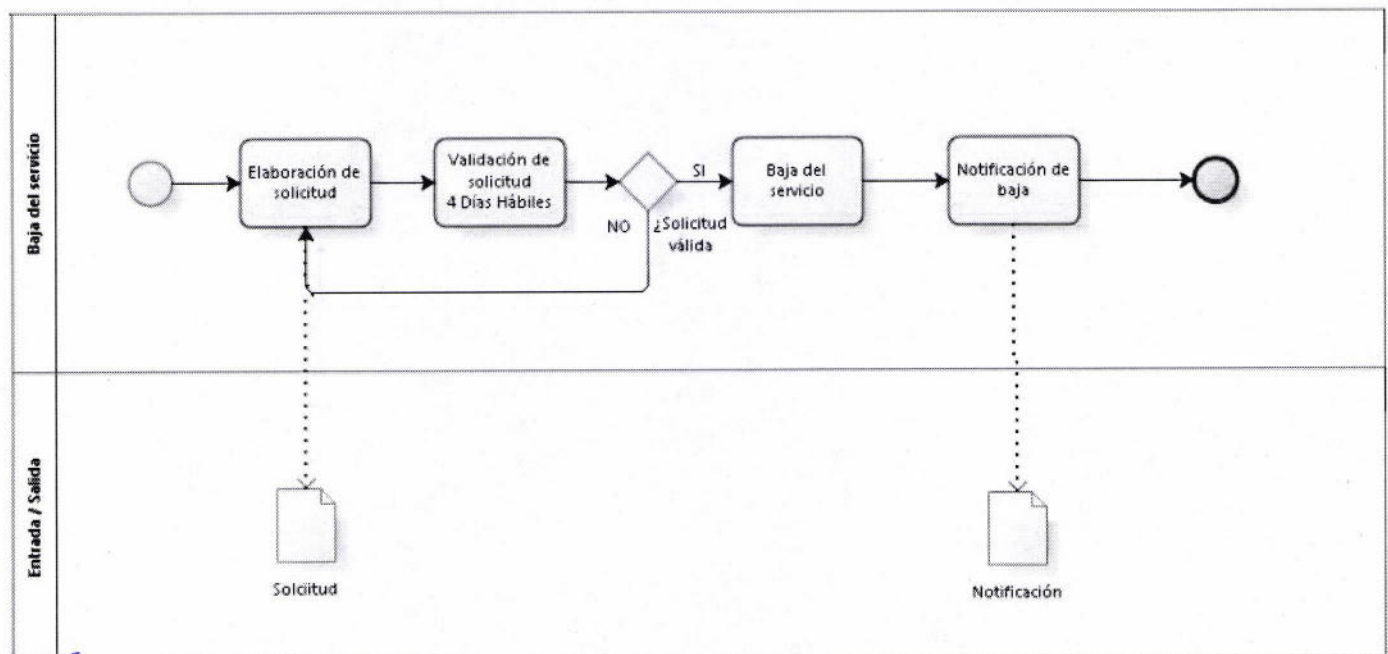 Baja del servicio
Elaboración de
solicitud
Validación de
solicitud
4 Días Hábiles
SI
NO
¿Solicitud
válida
Baja del
servicio
Notificación de
baja
Entrada / Salida
Solciitud
Notificación